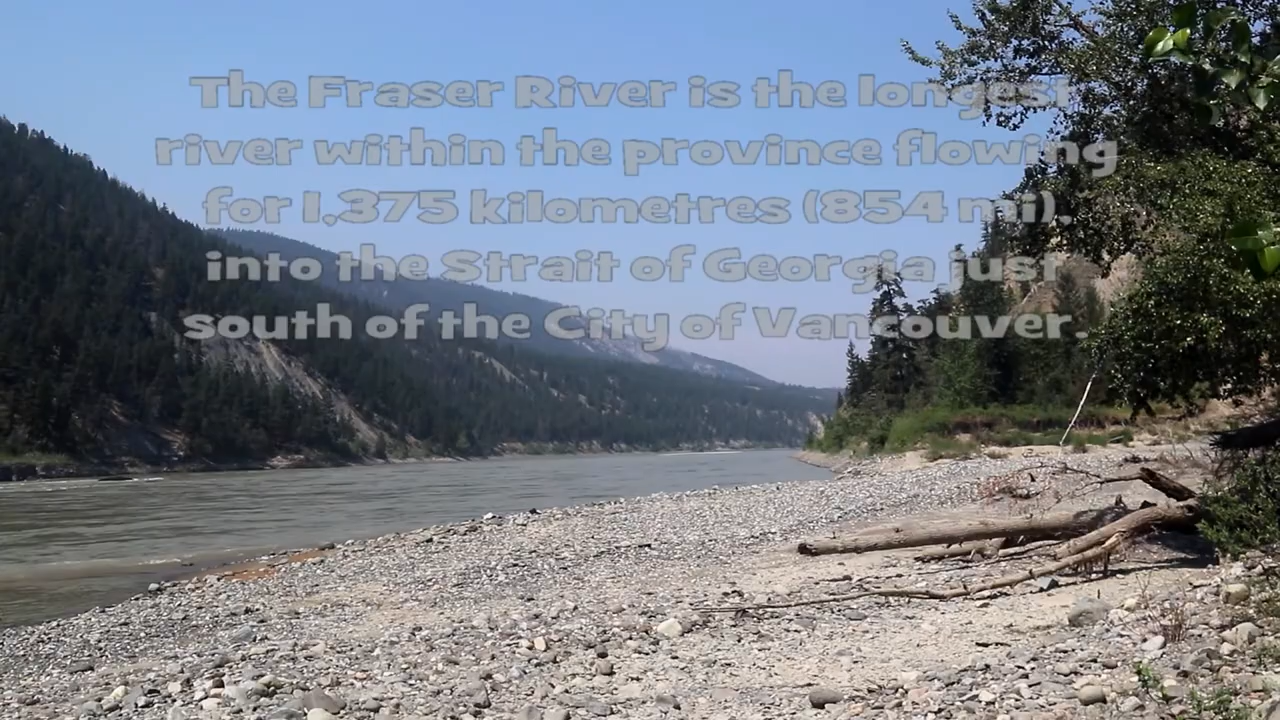 The Fraser River is the longest
river within the province flowing
for 1,375 kilometres (854 mi).
into the Strait of Georgia just
south of the City of Vancouver.